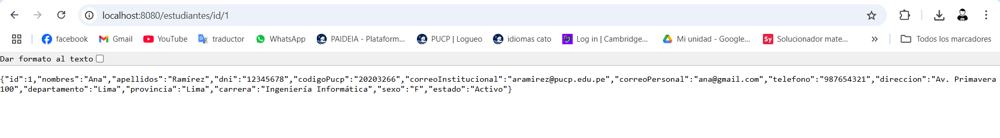 localhost:8080/estudiantes/id/1
facebook Gmail YouTube traductor WhatsApp PAIDEIA - Plataform... PUCP | Logueo idiomas cato Log in | Cambridge... Mi unidad - Google... Sy Solucionador mate... » Todos los marcadores
Dar formato al texto
{"id":1,"nombres":"Ana","apellidos":"Ramírez","dni":"12345678","codigoPucp":"20203266","correoInstitucional":"aramirez@pucp.edu.pe","correoPersonal":"ana@gmail.com","telefono":"987654321","direccion":"Av. Primavera
100","departamento":"Lima","provincia":"Lima","carrera":"Ingeniería Informática","sexo":"F","estado":"Activo"}